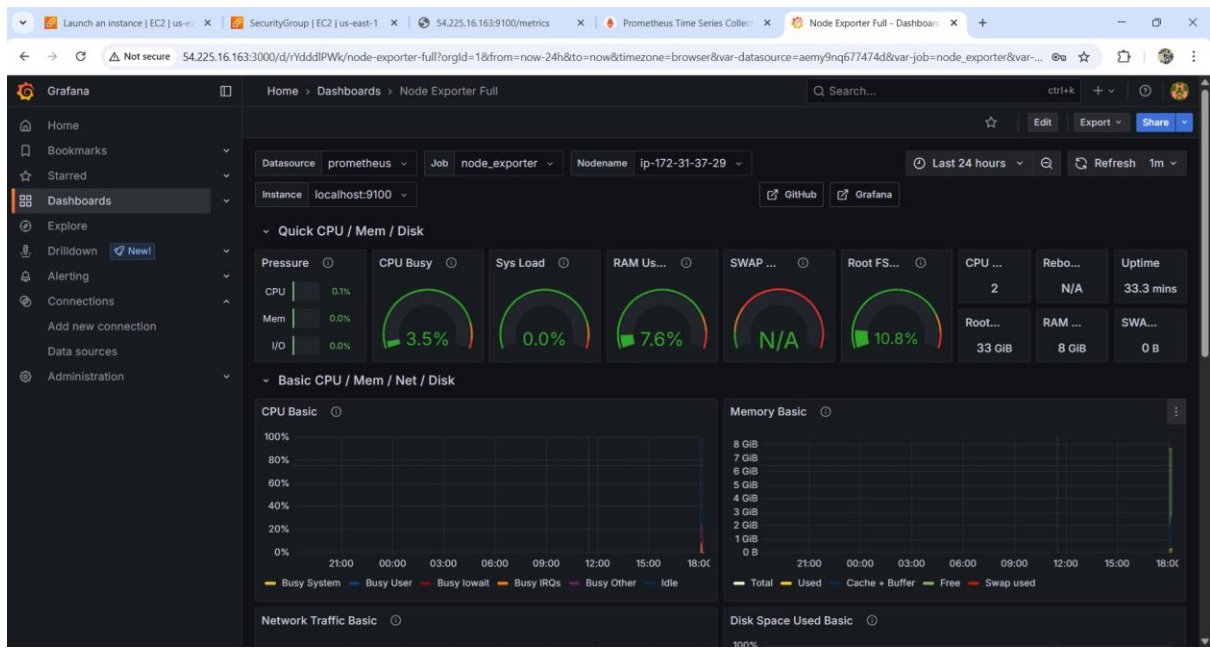 Launch an instance | EC2 | us-e
SecurityGroup | EC2 | us-east-1
54.225.16.163:9100/metrics
Prometheus Time Series Collect
Node Exporter Full - Dashboard
Not secure 54.225.16.163:3000/d/rYdddlPWk/node-exporter-full?orgId=1&from=now-24h&to=now&timezone=browser&var-datasource=aemy9nq677474d&var-job=node_exporter&var-...
Grafana
Home › Dashboards › Node Exporter Full
Search...
ctrl+k
Edit
Export
Share
Home
Bookmarks
Starred
Dashboards
Explore
Drilldown New!
Alerting
Connections
Add new connection
Data sources
Administration
Datasource prometheus
Job node_exporter
Nodename ip-172-31-37-29
Last 24 hours
Refresh 1m
Instance localhost:9100
GitHub
Grafana
Quick CPU / Mem / Disk
Pressure
CPU 0.1%
Mem 0.0%
I/O 0.0%
CPU Busy
3.5%
Sys Load
0.0%
RAM Us...
7.6%
SWAP ...
N/A
Root FS...
10.8%
CPU ...
2
Rebo...
N/A
Uptime
33.3 mins
Root...
33 GiB
RAM ...
8 GiB
SWA...
0 B
Basic CPU / Mem / Net / Disk
CPU Basic
100%
80%
60%
40%
20%
0%
21:00 00:00 03:00 06:00 09:00 12:00 15:00 18:00
Busy System Busy User Busy Iowait Busy IRQs Busy Other Idle
Memory Basic
8 GiB
7 GiB
6 GiB
5 GiB
4 GiB
3 GiB
2 GiB
1 GiB
0 B
21:00 00:00 03:00 06:00 09:00 12:00 15:00 18:00
Total Used Cache + Buffer Free Swap used
Network Traffic Basic
Disk Space Used Basic
100%